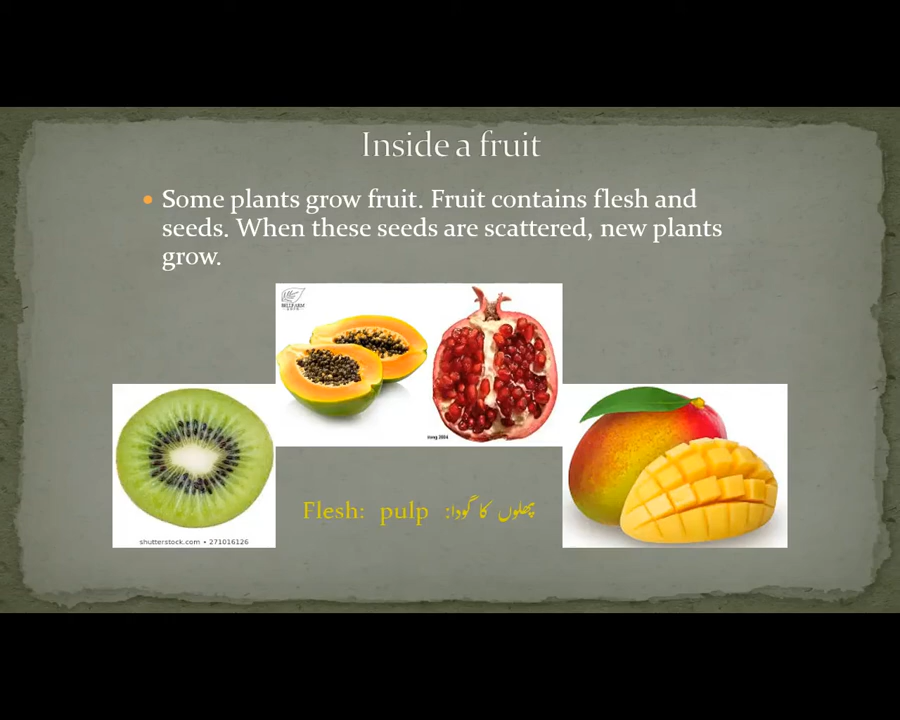 Inside a fruit
Some plants grow fruit. Fruit contains flesh and
seeds. When these seeds are scattered, new plants
grow.
BELLFARM
Flesh: pulp :پھلوں کا گودا
shutterstock.com • 271016126